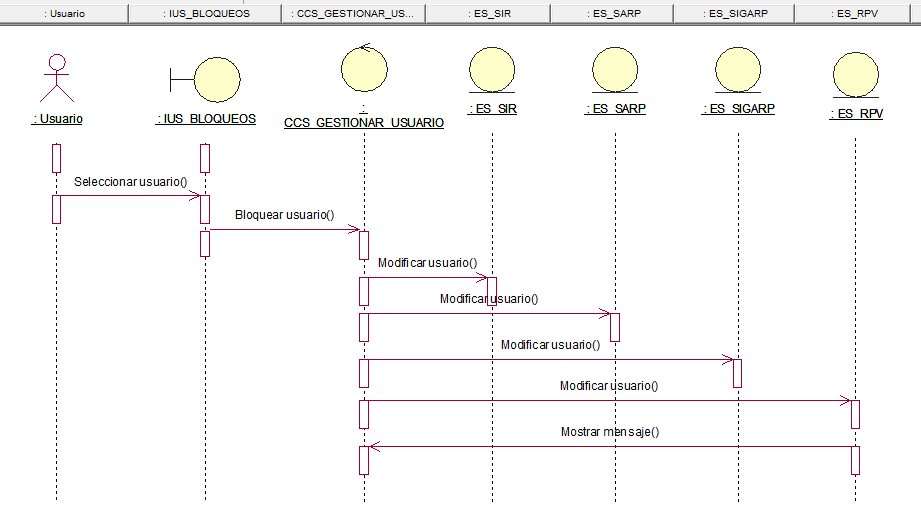 : Usuario
: IUS_BLOQUEOS
: CCS_GESTIONAR_US...
: ES_SIR
: ES_SARP
: ES_SIGARP
: ES_RPV
: Usuario
: IUS_BLOQUEOS
:
CCS_GESTIONAR_USUARIO
: ES_SIR
: ES_SARP
: ES_SIGARP
: ES_RPV
Seleccionar usuario()
Bloquear usuario()
Modificar usuario()
Modificar usuario()
Modificar usuario()
Modificar usuario()
Mostrar mensaje()